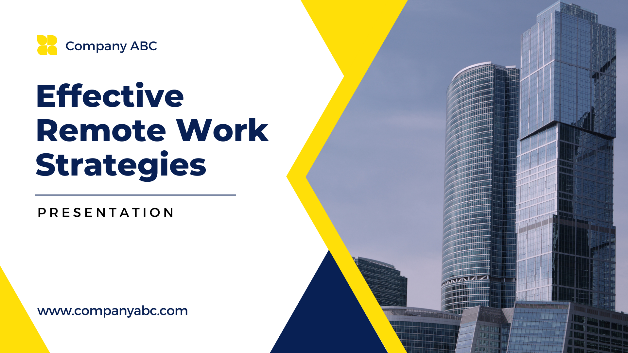 Company ABC
Effective
Remote Work
Strategies
PRESENTATION
www.companyabc.com